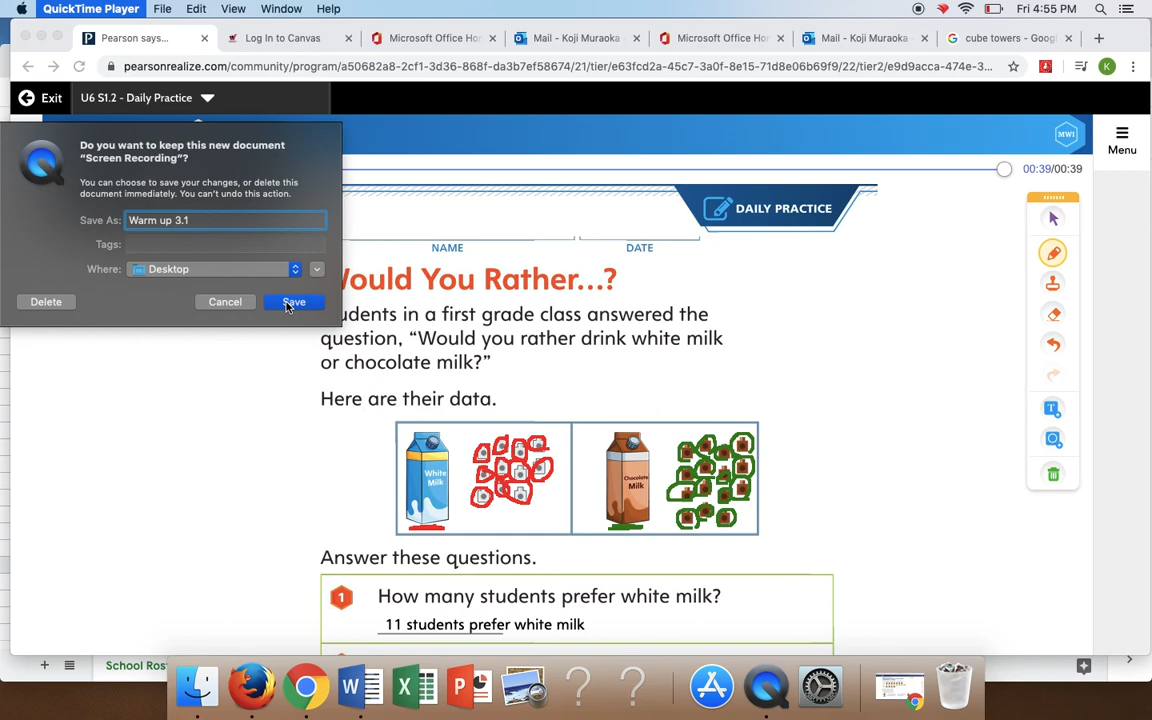 QuickTime Player File Edit View Window Help Fri 4:55 PM
Pearson says... Log In to Canvas Microsoft Office Ho Mail - Koji Muraoka - Microsoft Office Hom Mail - Koji Muraoka - cube towers - Goog
pearsonrealize.com/community/program/a50682a8-2cf1-3d36-868f-da3b7ef58674/21/tier/e63fcd2a-45c7-3a0f-8e15-71d8e06b69f9/22/tier2/e9d9acca-474e-3... K
Exit U6 S1.2 - Daily Practice
MWI
Menu
Do you want to keep this new document
“Screen Recording”?
You can choose to save your changes, or delete this
document immediately. You can't undo this action.
Save As: Warm up 3.1
Tags:
Where: Desktop
Delete Cancel Save
00:39/00:39
DAILY PRACTICE
NAME DATE
Would You Rather...?
udents in a first grade class answered the
question, “Would you rather drink white milk
or chocolate milk?”
Here are their data.
White
Milk
Chocolate
Milk
Answer these questions.
1 How many students prefer white milk?
11 students prefer white milk
School Ros